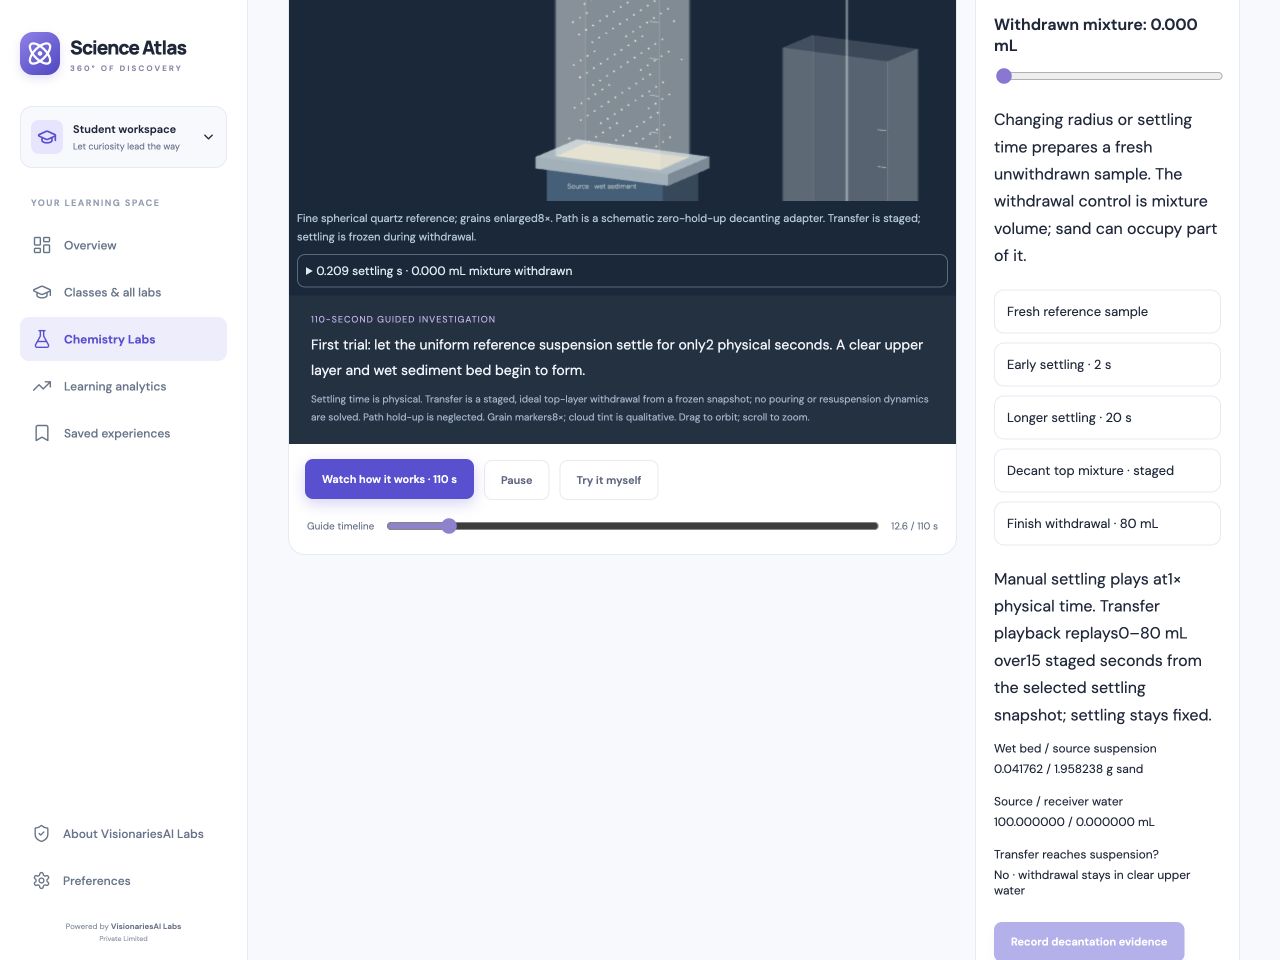 Science Atlas
360° OF DISCOVERY
Student workspace
Let curiosity lead the way
YOUR LEARNING SPACE
Overview
Classes & all labs
Chemistry Labs
Learning analytics
Saved experiences
About VisionariesAI Labs
Preferences
Powered by VisionariesAI Labs
Private Limited
Source · wet sediment
Fine spherical quartz reference; grains enlarged8×. Path is a schematic zero-hold-up decanting adapter. Transfer is staged;
settling is frozen during withdrawal.
▶ 0.209 settling s · 0.000 mL mixture withdrawn
110-SECOND GUIDED INVESTIGATION
First trial: let the uniform reference suspension settle for only2 physical seconds. A clear upper
layer and wet sediment bed begin to form.
Settling time is physical. Transfer is a staged, ideal top-layer withdrawal from a frozen snapshot; no pouring or resuspension dynamics
are solved. Path hold-up is neglected. Grain markers8×; cloud tint is qualitative. Drag to orbit; scroll to zoom.
Watch how it works · 110 s
Pause
Try it myself
Guide timeline
12.6 / 110 s
Withdrawn mixture: 0.000
mL
Changing radius or settling
time prepares a fresh
unwithdrawn sample. The
withdrawal control is mixture
volume; sand can occupy part
of it.
Fresh reference sample
Early settling · 2 s
Longer settling · 20 s
Decant top mixture · staged
Finish withdrawal · 80 mL
Manual settling plays at1×
physical time. Transfer
playback replays0–80 mL
over15 staged seconds from
the selected settling
snapshot; settling stays fixed.
Wet bed / source suspension
0.041762 / 1.958238 g sand
Source / receiver water
100.000000 / 0.000000 mL
Transfer reaches suspension?
No · withdrawal stays in clear upper
water
Record decantation evidence